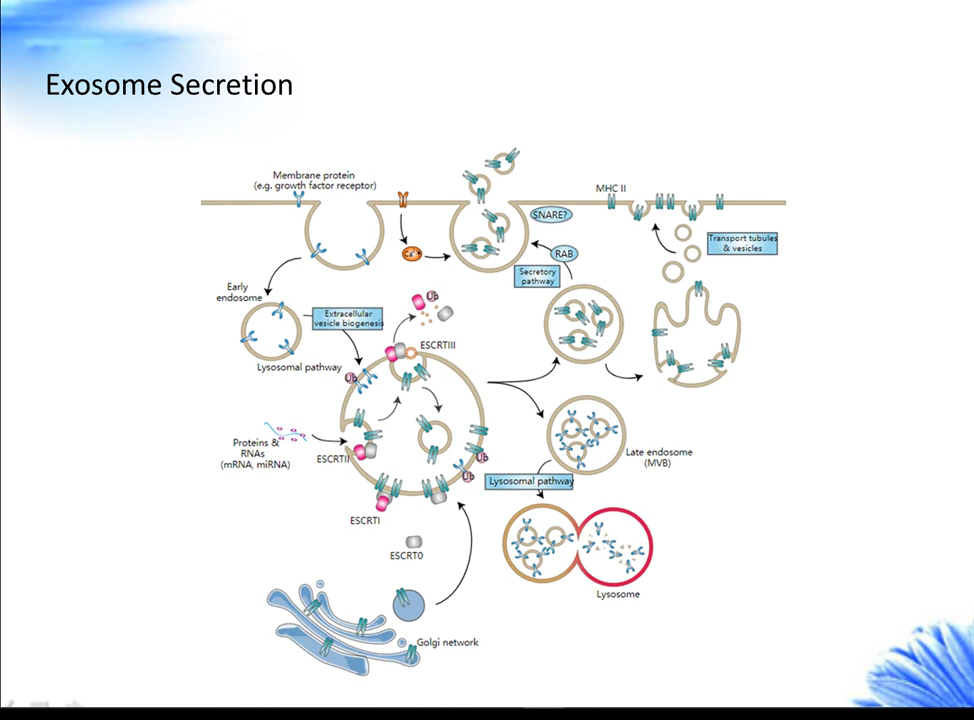 Exosome Secretion
Membrane protein
(e.g. growth factor receptor)
MHC II
SNARE?
RAB
Transport tubules
& vesicles
Secretory
pathway
Early
endosome
Extracellular
vesicle biogenesis
Ub
ESCRTIII
Lysosomal pathway
Ub
Proteins &
RNAs
(mRNA, miRNA)
ESCRTII
Ub
Ub
Late endosome
(MVB)
Lysosomal pathway
ESCRTI
ESCRT0
Lysosome
Golgi network